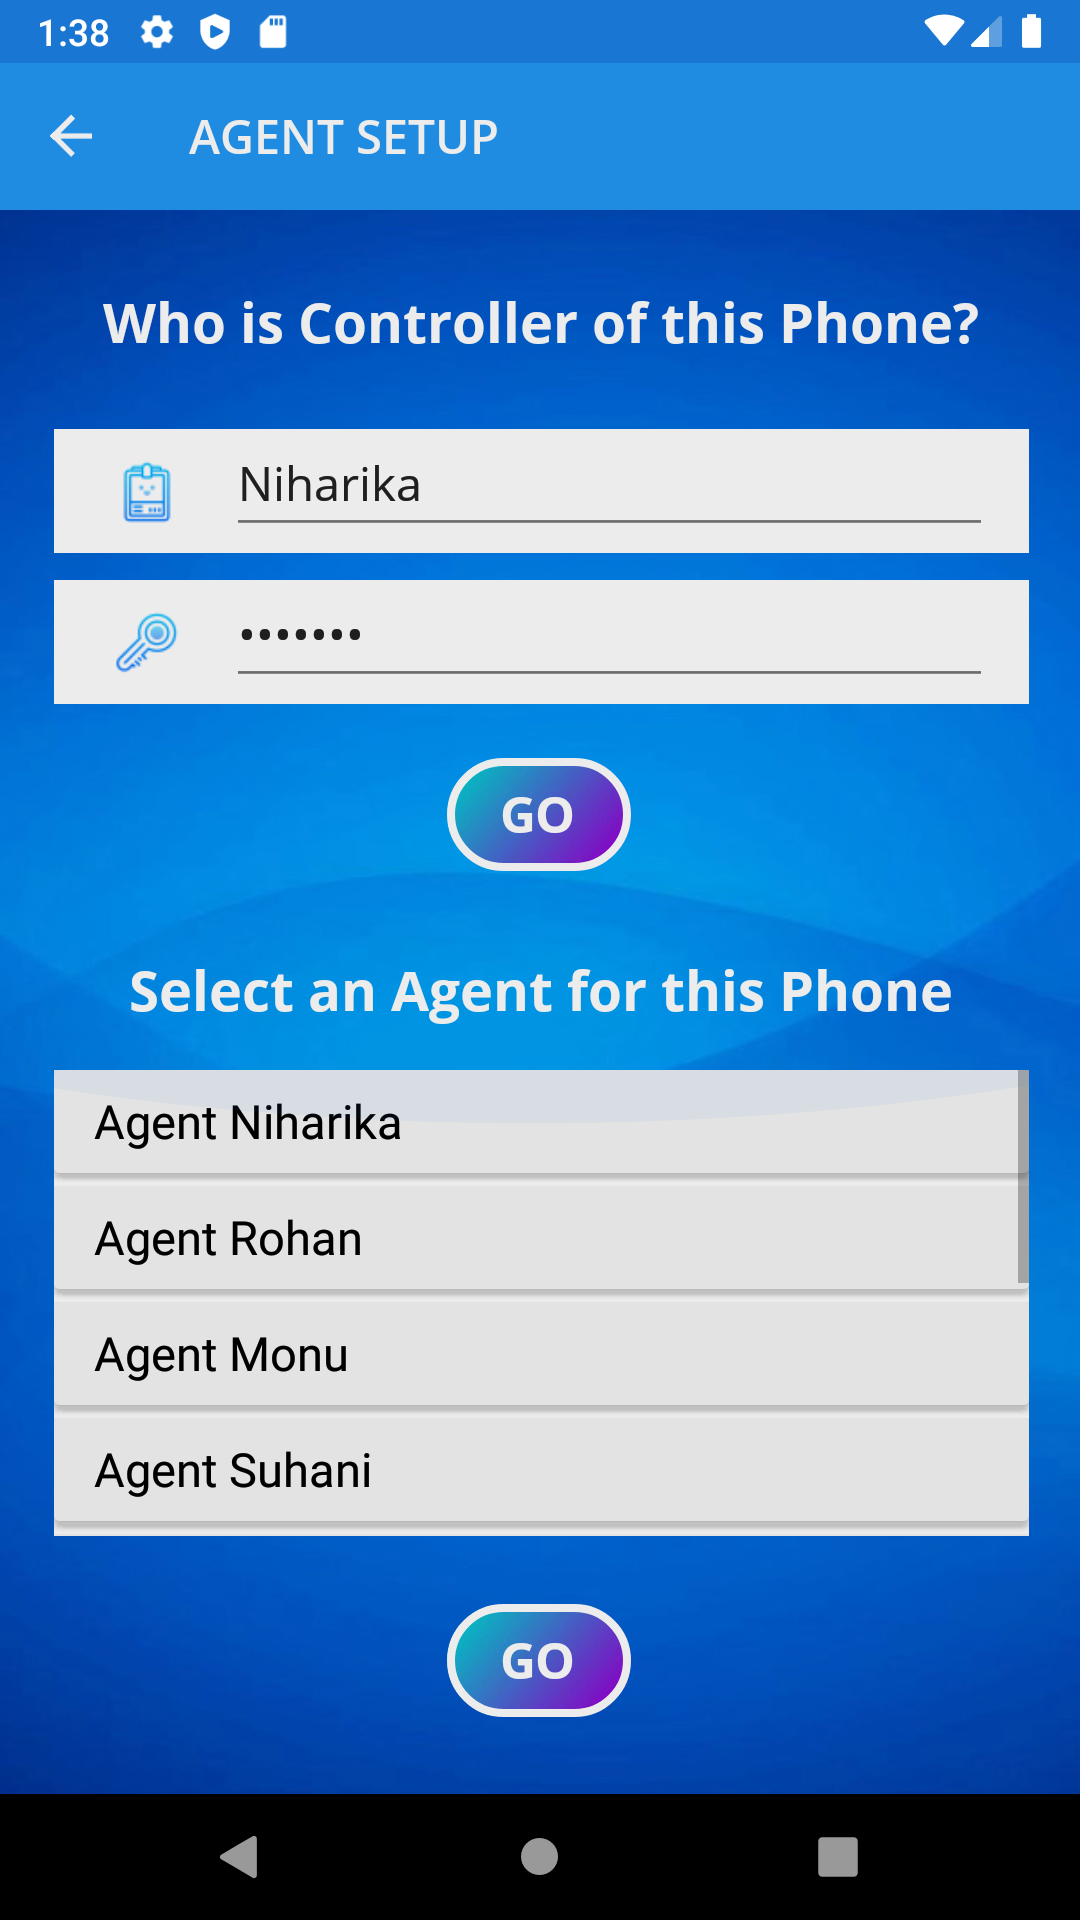 1:38
AGENT SETUP
Who is Controller of this Phone?
Niharika
•••••••
GO
Select an Agent for this Phone
Agent Niharika
Agent Rohan
Agent Monu
Agent Suhani
GO